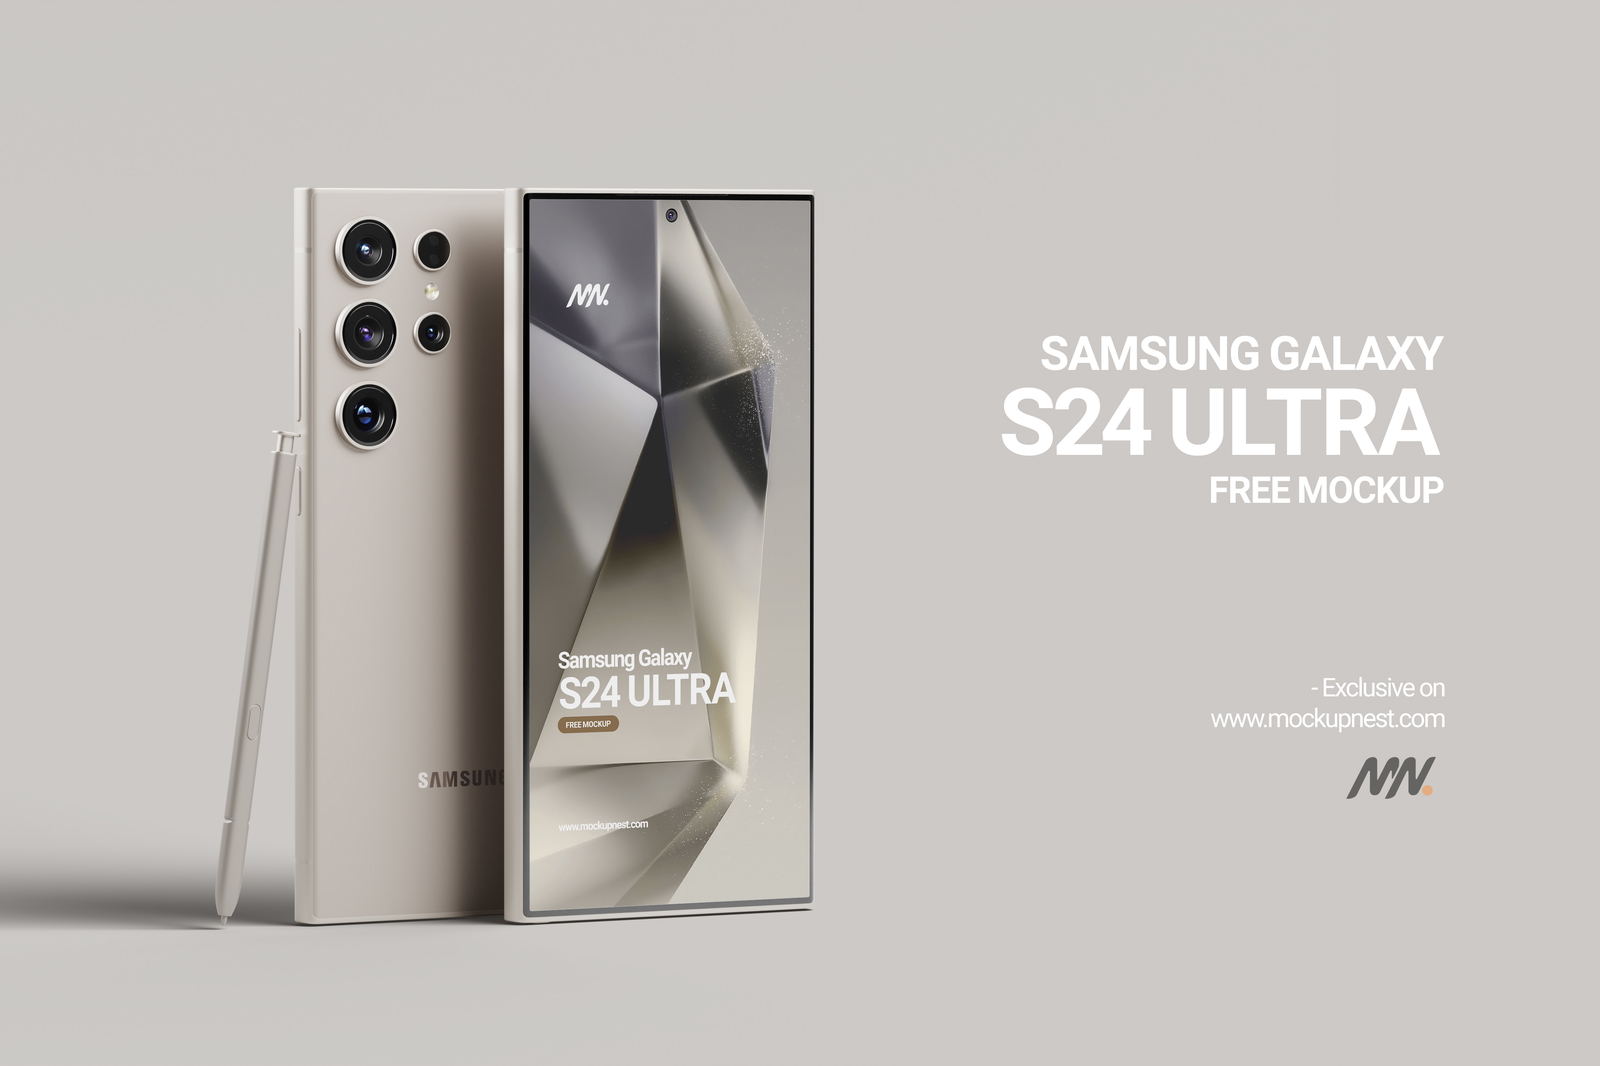 SAMSUNG
MN.
Samsung Galaxy
S24 ULTRA
FREE MOCKUP
www.mockupnest.com
SAMSUNG GALAXY
S24 ULTRA
FREE MOCKUP
- Exclusive on
www.mockupnest.com
MN.